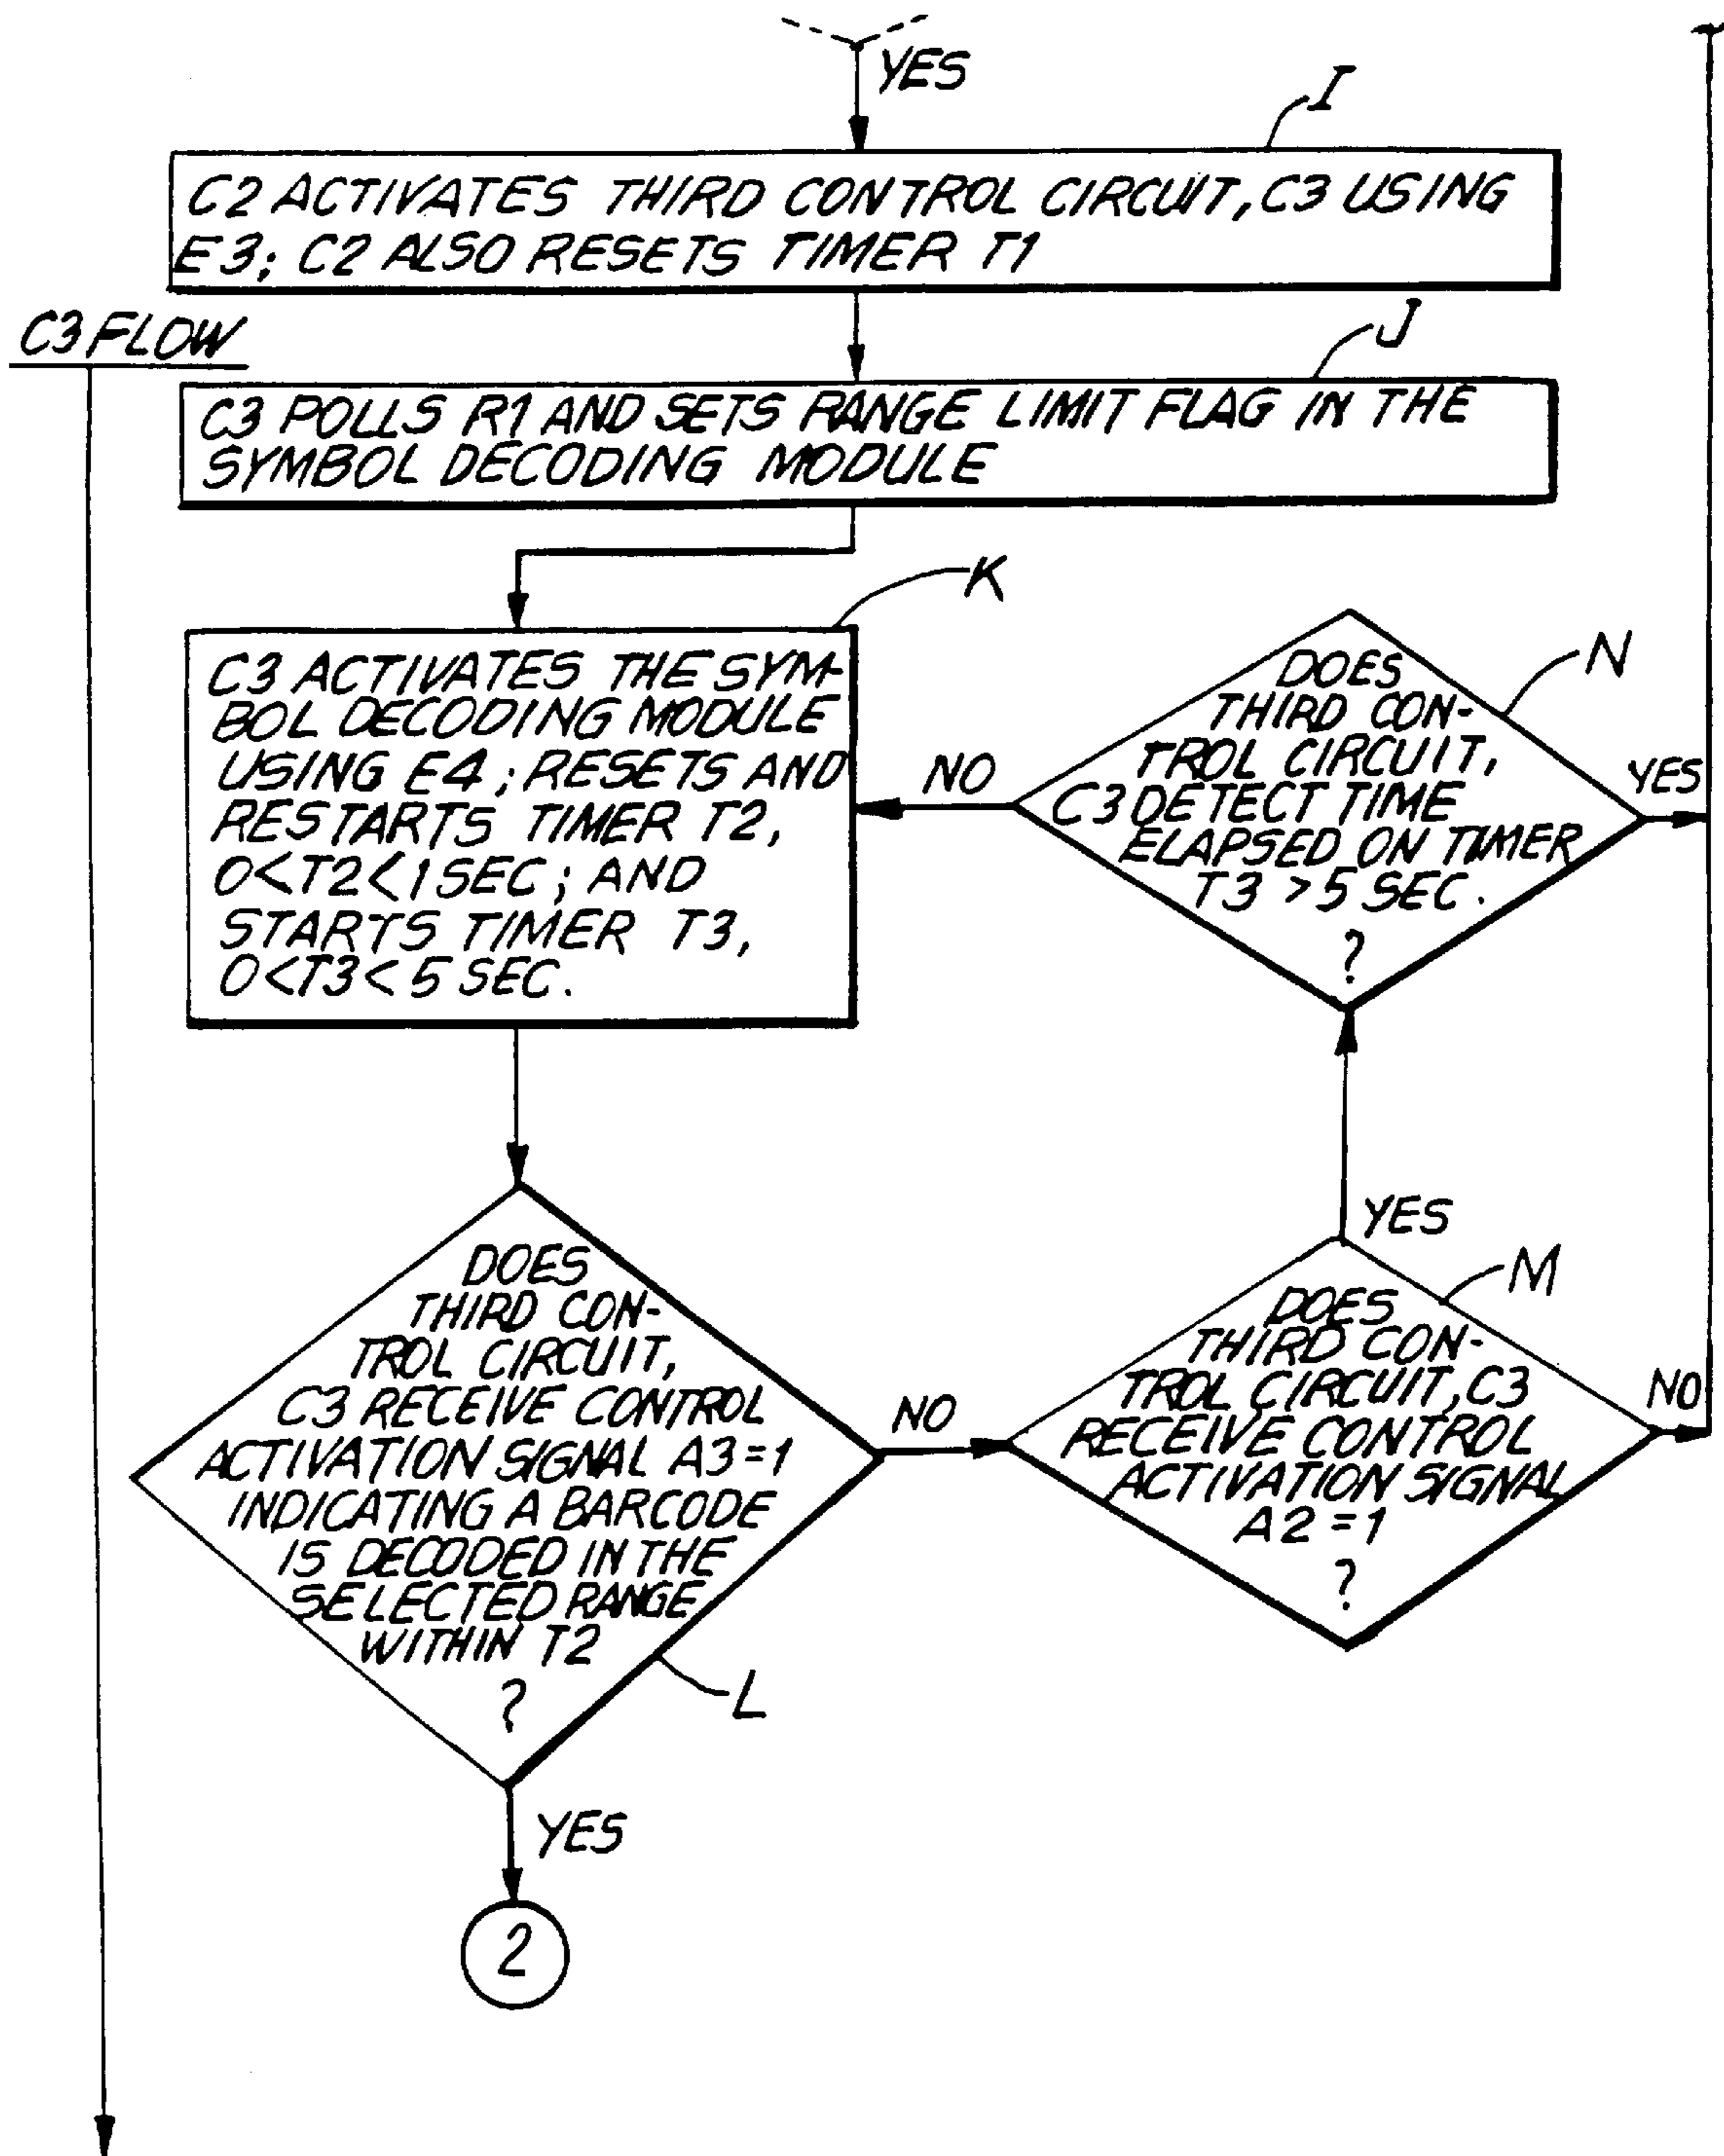 YES
I
C2 ACTIVATES THIRD CONTROL CIRCUIT, C3 USING
E3; C2 ALSO RESETS TIMER T1
C3 FLOW
J
C3 POLLS R1 AND SETS RANGE LIMIT FLAG IN THE
SYMBOL DECODING MODULE
K
C3 ACTIVATES THE SYM-
BOL DECODING MODULE
USING E4; RESETS AND
RESTARTS TIMER T2,
0<T2<1 SEC; AND
STARTS TIMER T3,
0<T3<5 SEC.
N
DOES
THIRD CON-
TROL CIRCUIT,
C3 DETECT TIME
ELAPSED ON TIMER
T3 >5 SEC.
?
NO
YES
DOES
THIRD CON-
TROL CIRCUIT,
C3 RECEIVE CONTROL
ACTIVATION SIGNAL A3=1
INDICATING A BARCODE
IS DECODED IN THE
SELECTED RANGE
WITHIN T2
?
L
NO
YES
M
DOES
THIRD CON-
TROL CIRCUIT, C3
RECEIVE CONTROL
ACTIVATION SIGNAL
A2=1
?
NO
YES
2